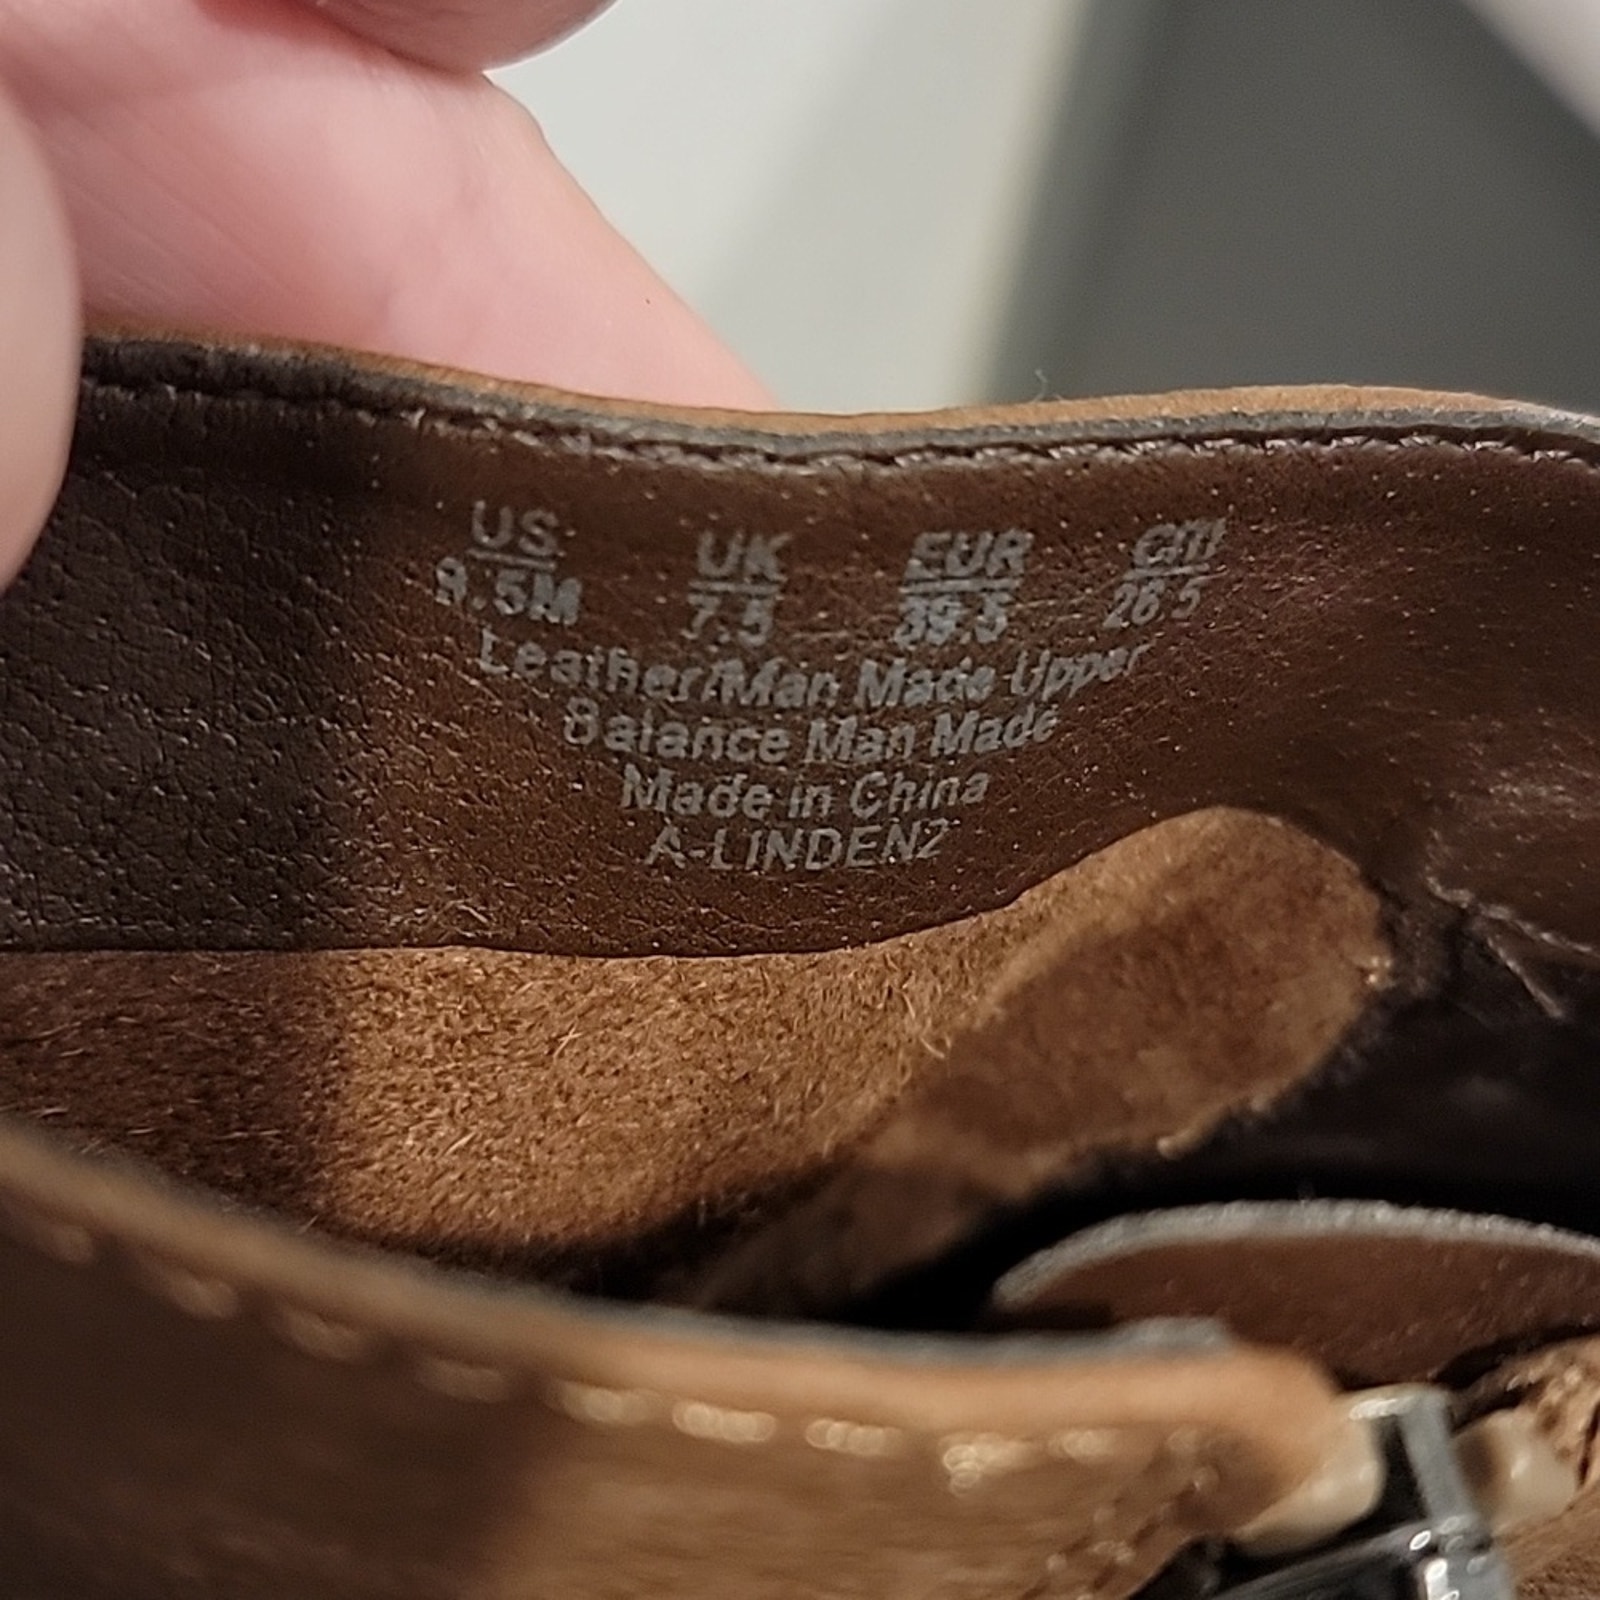 US UK EUR cm
9.5M 7.5 39.5 26.5
Leather/Man Made Upper
Balance Man Made
Made in China
A-LINDEN2